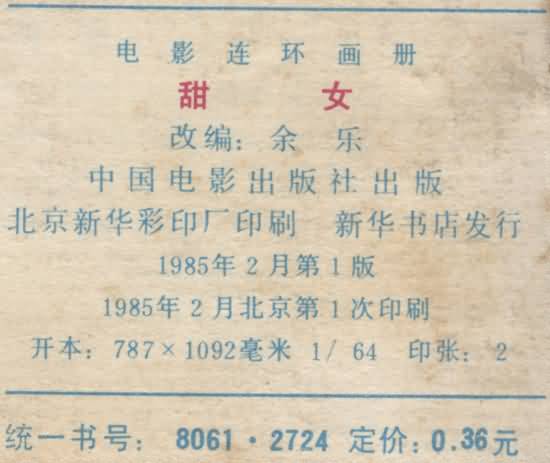 电影连环画册
甜女
改编：余乐
中国电影出版社出版
北京新华彩印厂印刷 新华书店发行
1985年2月第1版
1985年2月北京第1次印刷
开本：787×1092毫米 1/64 印张：2
统一书号：8061·2724 定价：0.36元